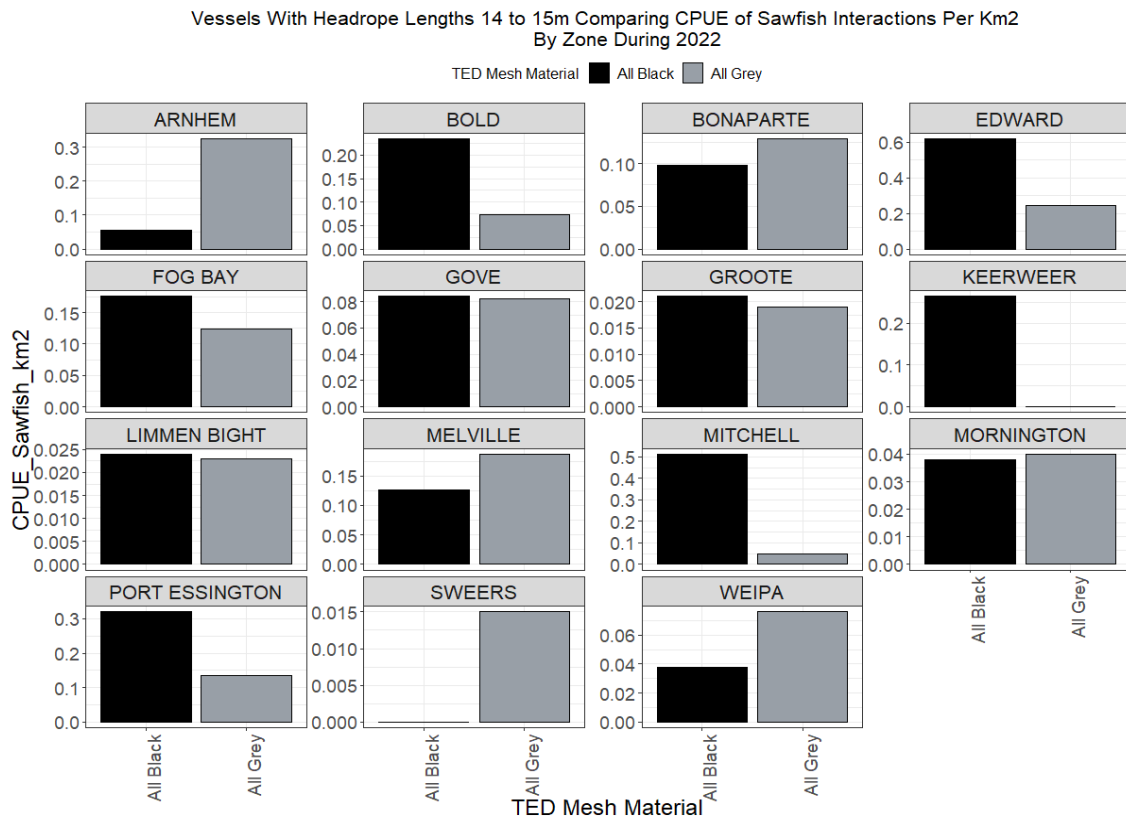 Vessels With Headrope Lengths 14 to 15m Comparing CPUE of Sawfish Interactions Per Km2
By Zone During 2022
TED Mesh Material All Black All Grey
ARNHEM BOLD BONAPARTE EDWARD
0.3 0.2 0.1 0.0
0.20 0.15 0.10 0.05 0.00
0.10 0.05 0.00
0.6 0.4 0.2 0.0
FOG BAY GOVE GROOTE KEERWEER
0.15 0.10 0.05 0.00
0.08 0.06 0.04 0.02 0.00
0.020 0.015 0.010 0.005 0.000
0.2 0.1 0.0
LIMMEN BIGHT MELVILLE MITCHELL MORNINGTON
0.025 0.020 0.015 0.010 0.005 0.000
0.15 0.10 0.05 0.00
0.5 0.4 0.3 0.2 0.1 0.0
0.04 0.03 0.02 0.01 0.00
PORT ESSINGTON SWEERS WEIPA
0.3 0.2 0.1 0.0
0.015 0.010 0.005 0.000
0.06 0.04 0.02 0.00
All Black All Grey
All Black All Grey
All Black All Grey
All Black All Grey
CPUE_Sawfish_km2
TED Mesh Material